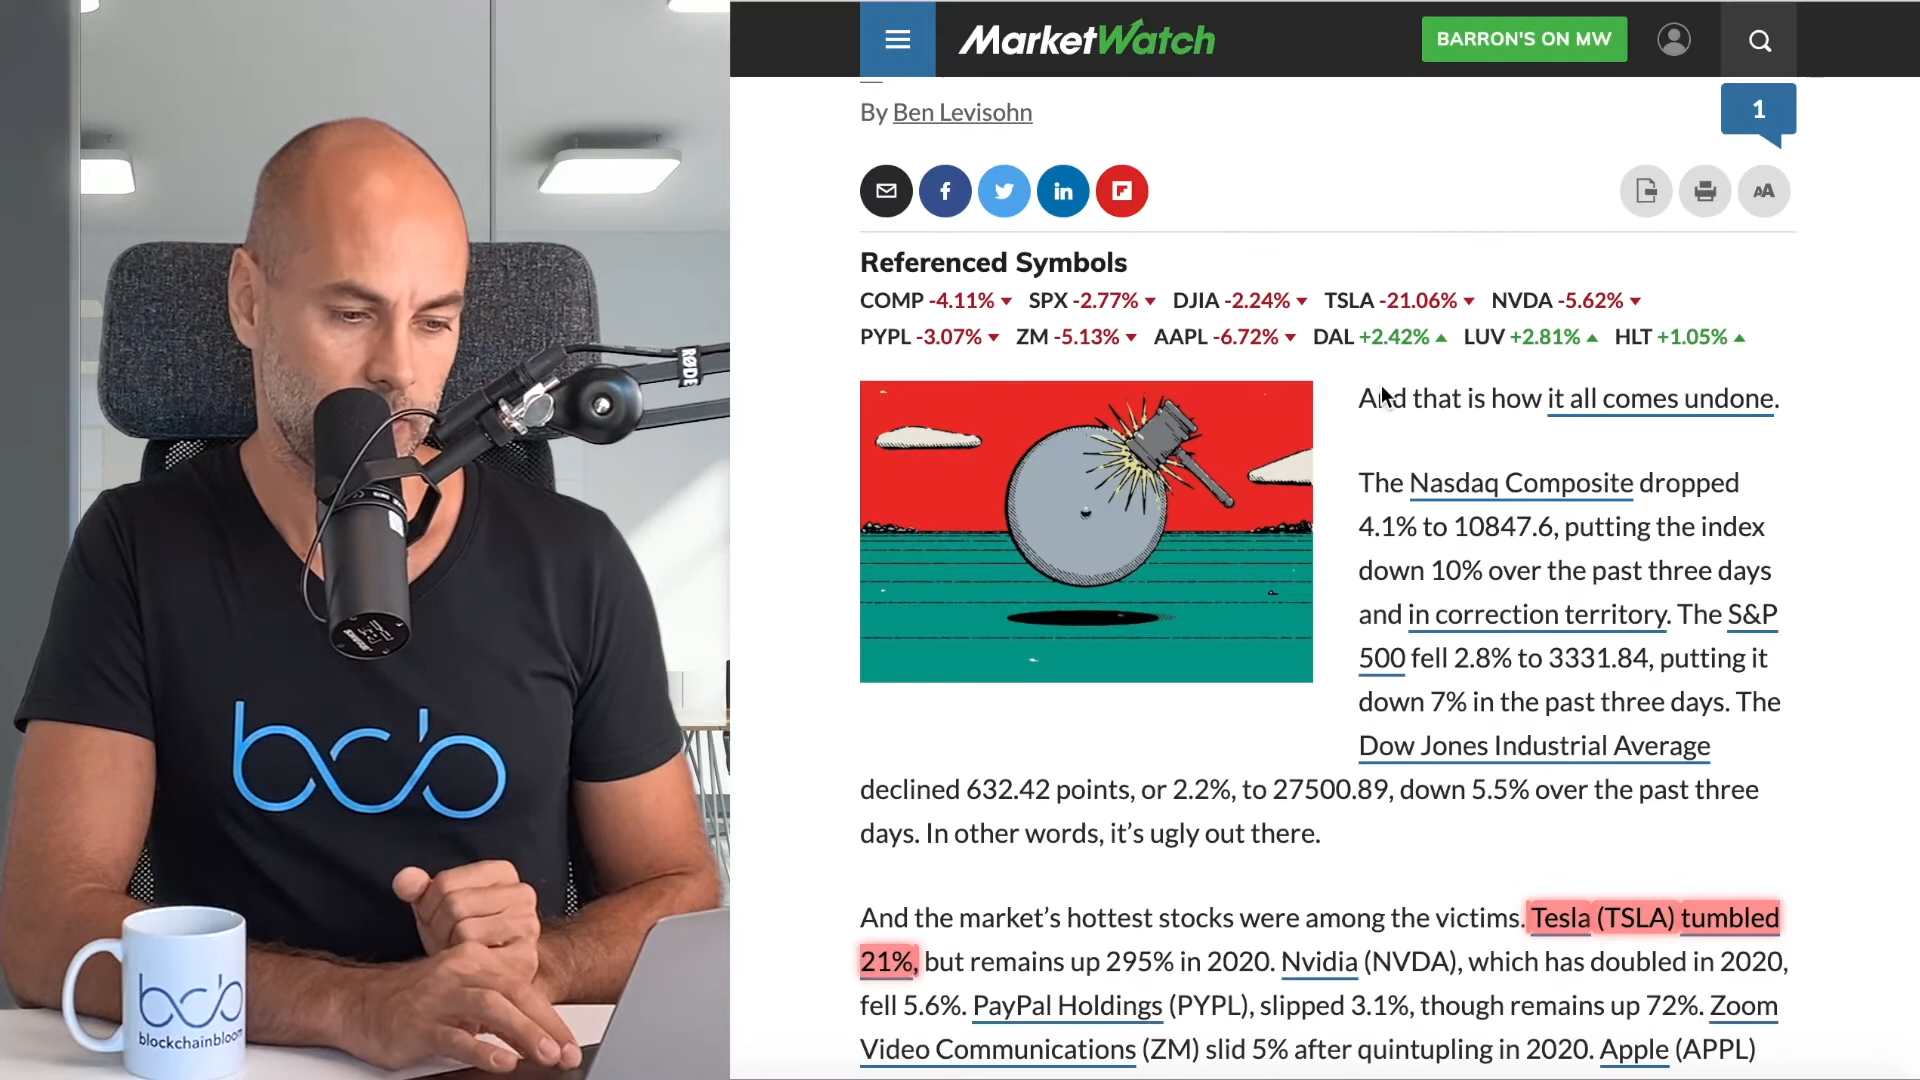 MarketWatch
BARRON'S ON MW
By Ben Levisohn
1
Referenced Symbols
COMP -4.11% SPX -2.77% DJIA -2.24% TSLA -21.06% NVDA -5.62%
PYPL -3.07% ZM -5.13% AAPL -6.72% DAL +2.42% LUV +2.81% HLT +1.05%
And that is how it all comes undone.
The Nasdaq Composite dropped
4.1% to 10847.6, putting the index
down 10% over the past three days
and in correction territory. The S&P
500 fell 2.8% to 3331.84, putting it
down 7% in the past three days. The
Dow Jones Industrial Average
declined 632.42 points, or 2.2%, to 27500.89, down 5.5% over the past three
days. In other words, it’s ugly out there.
And the market’s hottest stocks were among the victims. Tesla (TSLA) tumbled
21%, but remains up 295% in 2020. Nvidia (NVDA), which has doubled in 2020,
fell 5.6%. PayPal Holdings (PYPL), slipped 3.1%, though remains up 72%. Zoom
Video Communications (ZM) slid 5% after quintupling in 2020. Apple (APPL)
RØDE
bcb
bcb
blockchainbloom